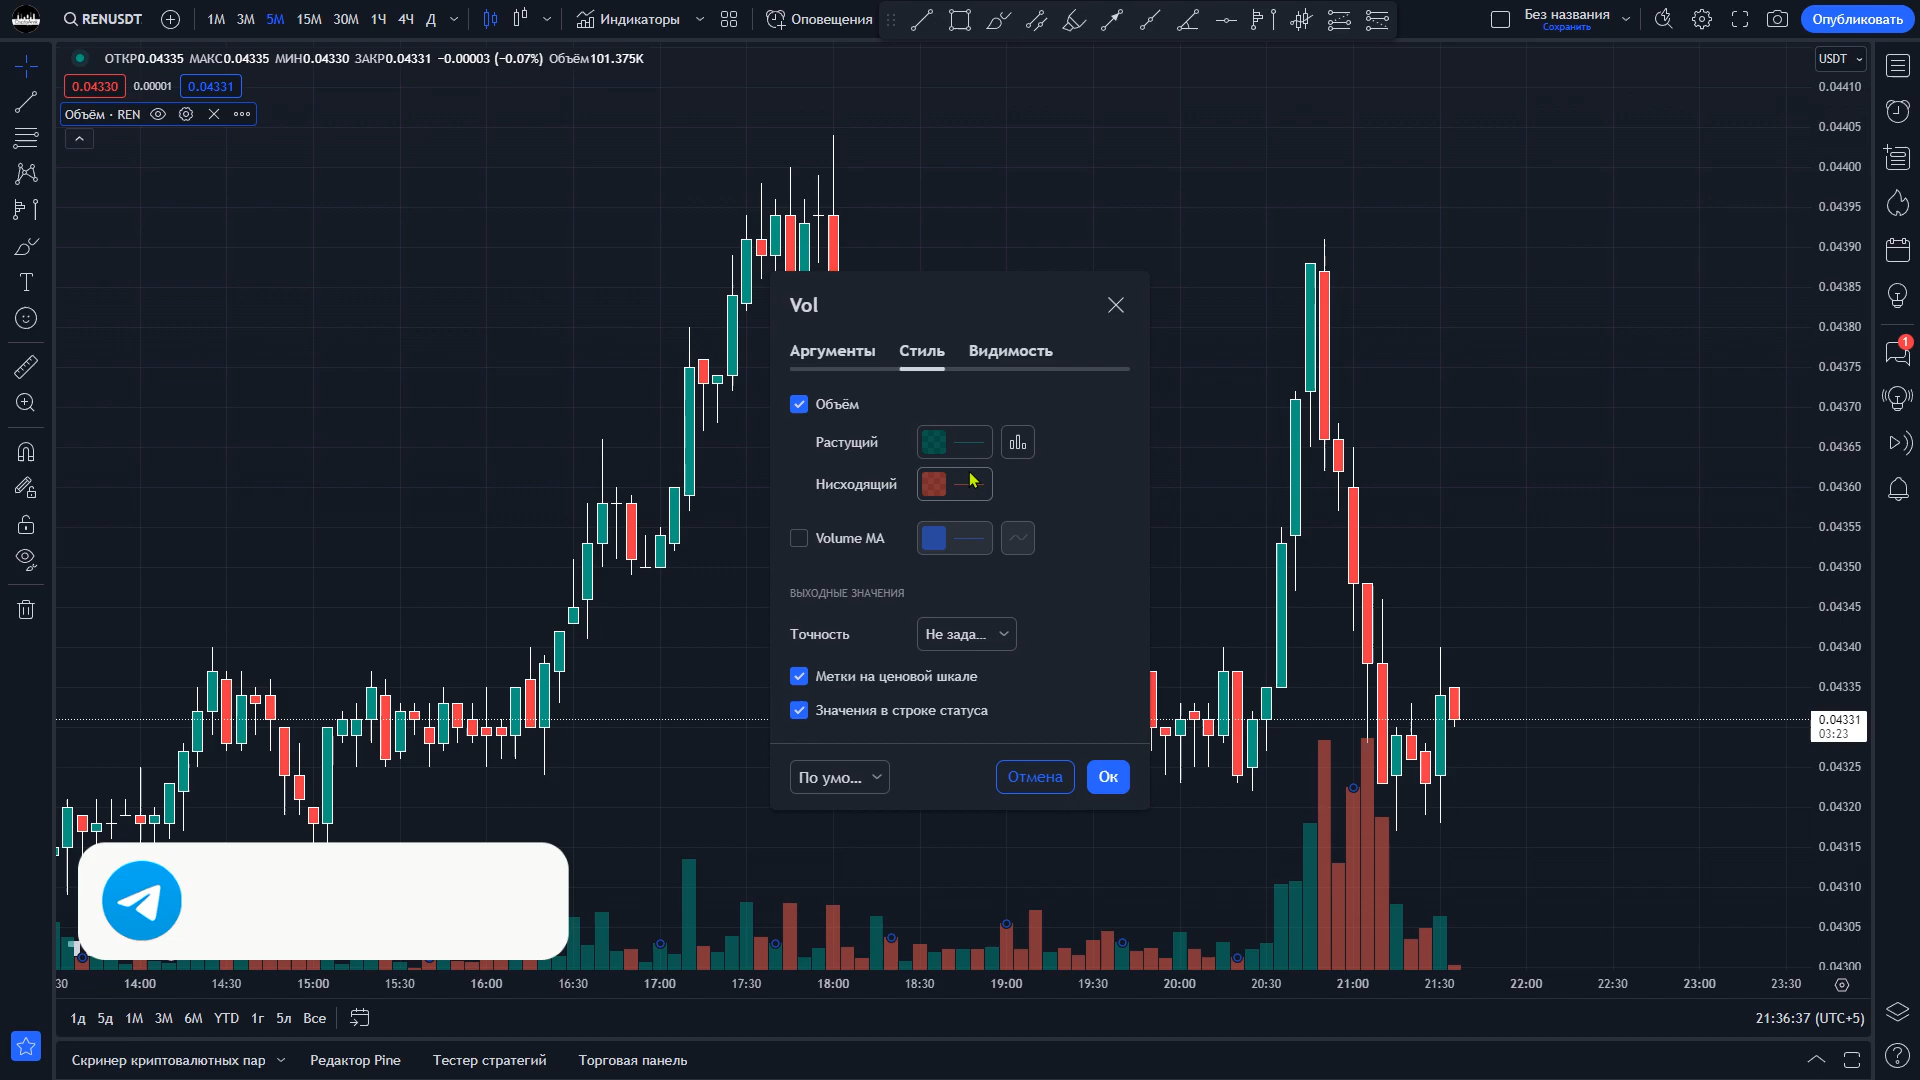 RENUSDT
1М 3М 5М 15М 30М 1Ч 4Ч Д
Индикаторы
Оповещения
Без названия
Сохранить
Опубликовать
ОТКР0.04335 МАКС0.04335 МИН0.04330 ЗАКР0.04331 −0.00003 (−0.07%) Объём101.375K
USDT
0.04330 0.00001 0.04331
Объём · REN
0.04410
0.04405
0.04400
0.04395
0.04390
0.04385
0.04380
0.04375
0.04370
0.04365
0.04360
0.04355
0.04350
0.04345
0.04340
0.04335
0.04331
03:23
0.04325
0.04320
0.04315
0.04310
0.04305
0.04300
1
Vol
Аргументы Стиль Видимость
Объём
Растущий
Нисходящий
Volume MA
ВЫХОДНЫЕ ЗНАЧЕНИЯ
Точность Не зада...
Метки на ценовой шкале
Значения в строке статуса
По умо... Отмена Ок
30 14:00 14:30 15:00 15:30 16:00 16:30 17:00 17:30 18:00 18:30 19:00 19:30 20:00 20:30 21:00 21:30 22:00 22:30 23:00 23:30
1д 5д 1М 3М 6М YTD 1г 5л Все
21:36:37 (UTC+5)
Скринер криптовалютных пар Редактор Pine Тестер стратегий Торговая панель